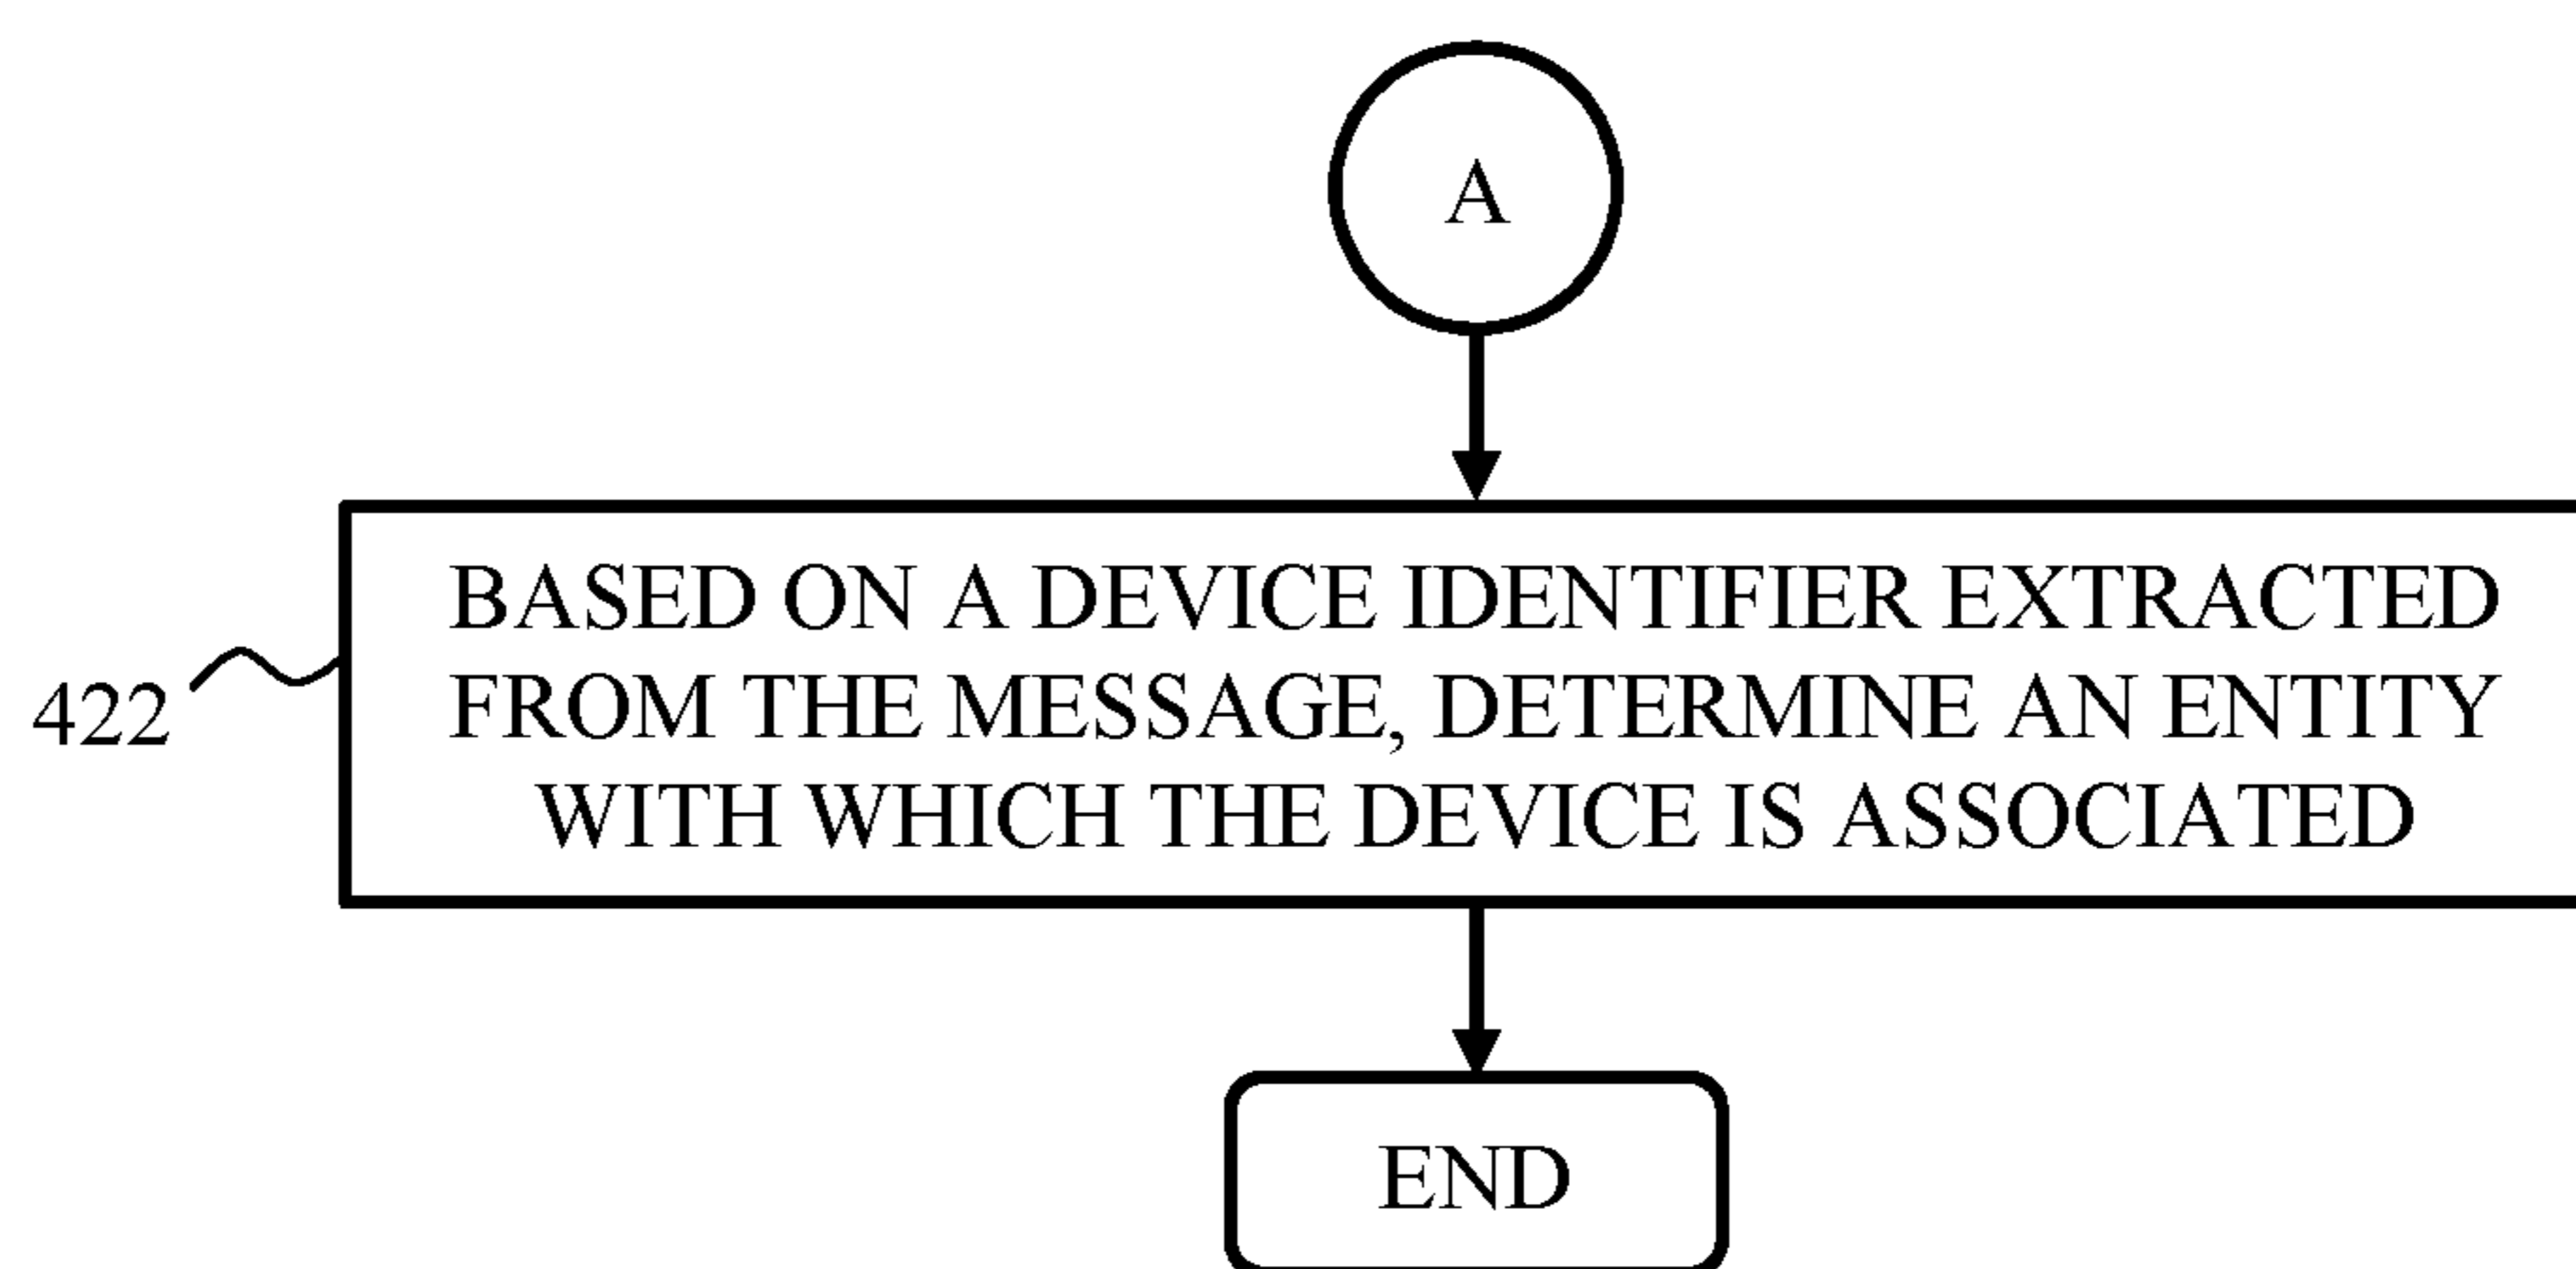 A
BASED ON A DEVICE IDENTIFIER EXTRACTED
FROM THE MESSAGE, DETERMINE AN ENTITY
WITH WHICH THE DEVICE IS ASSOCIATED
422
END